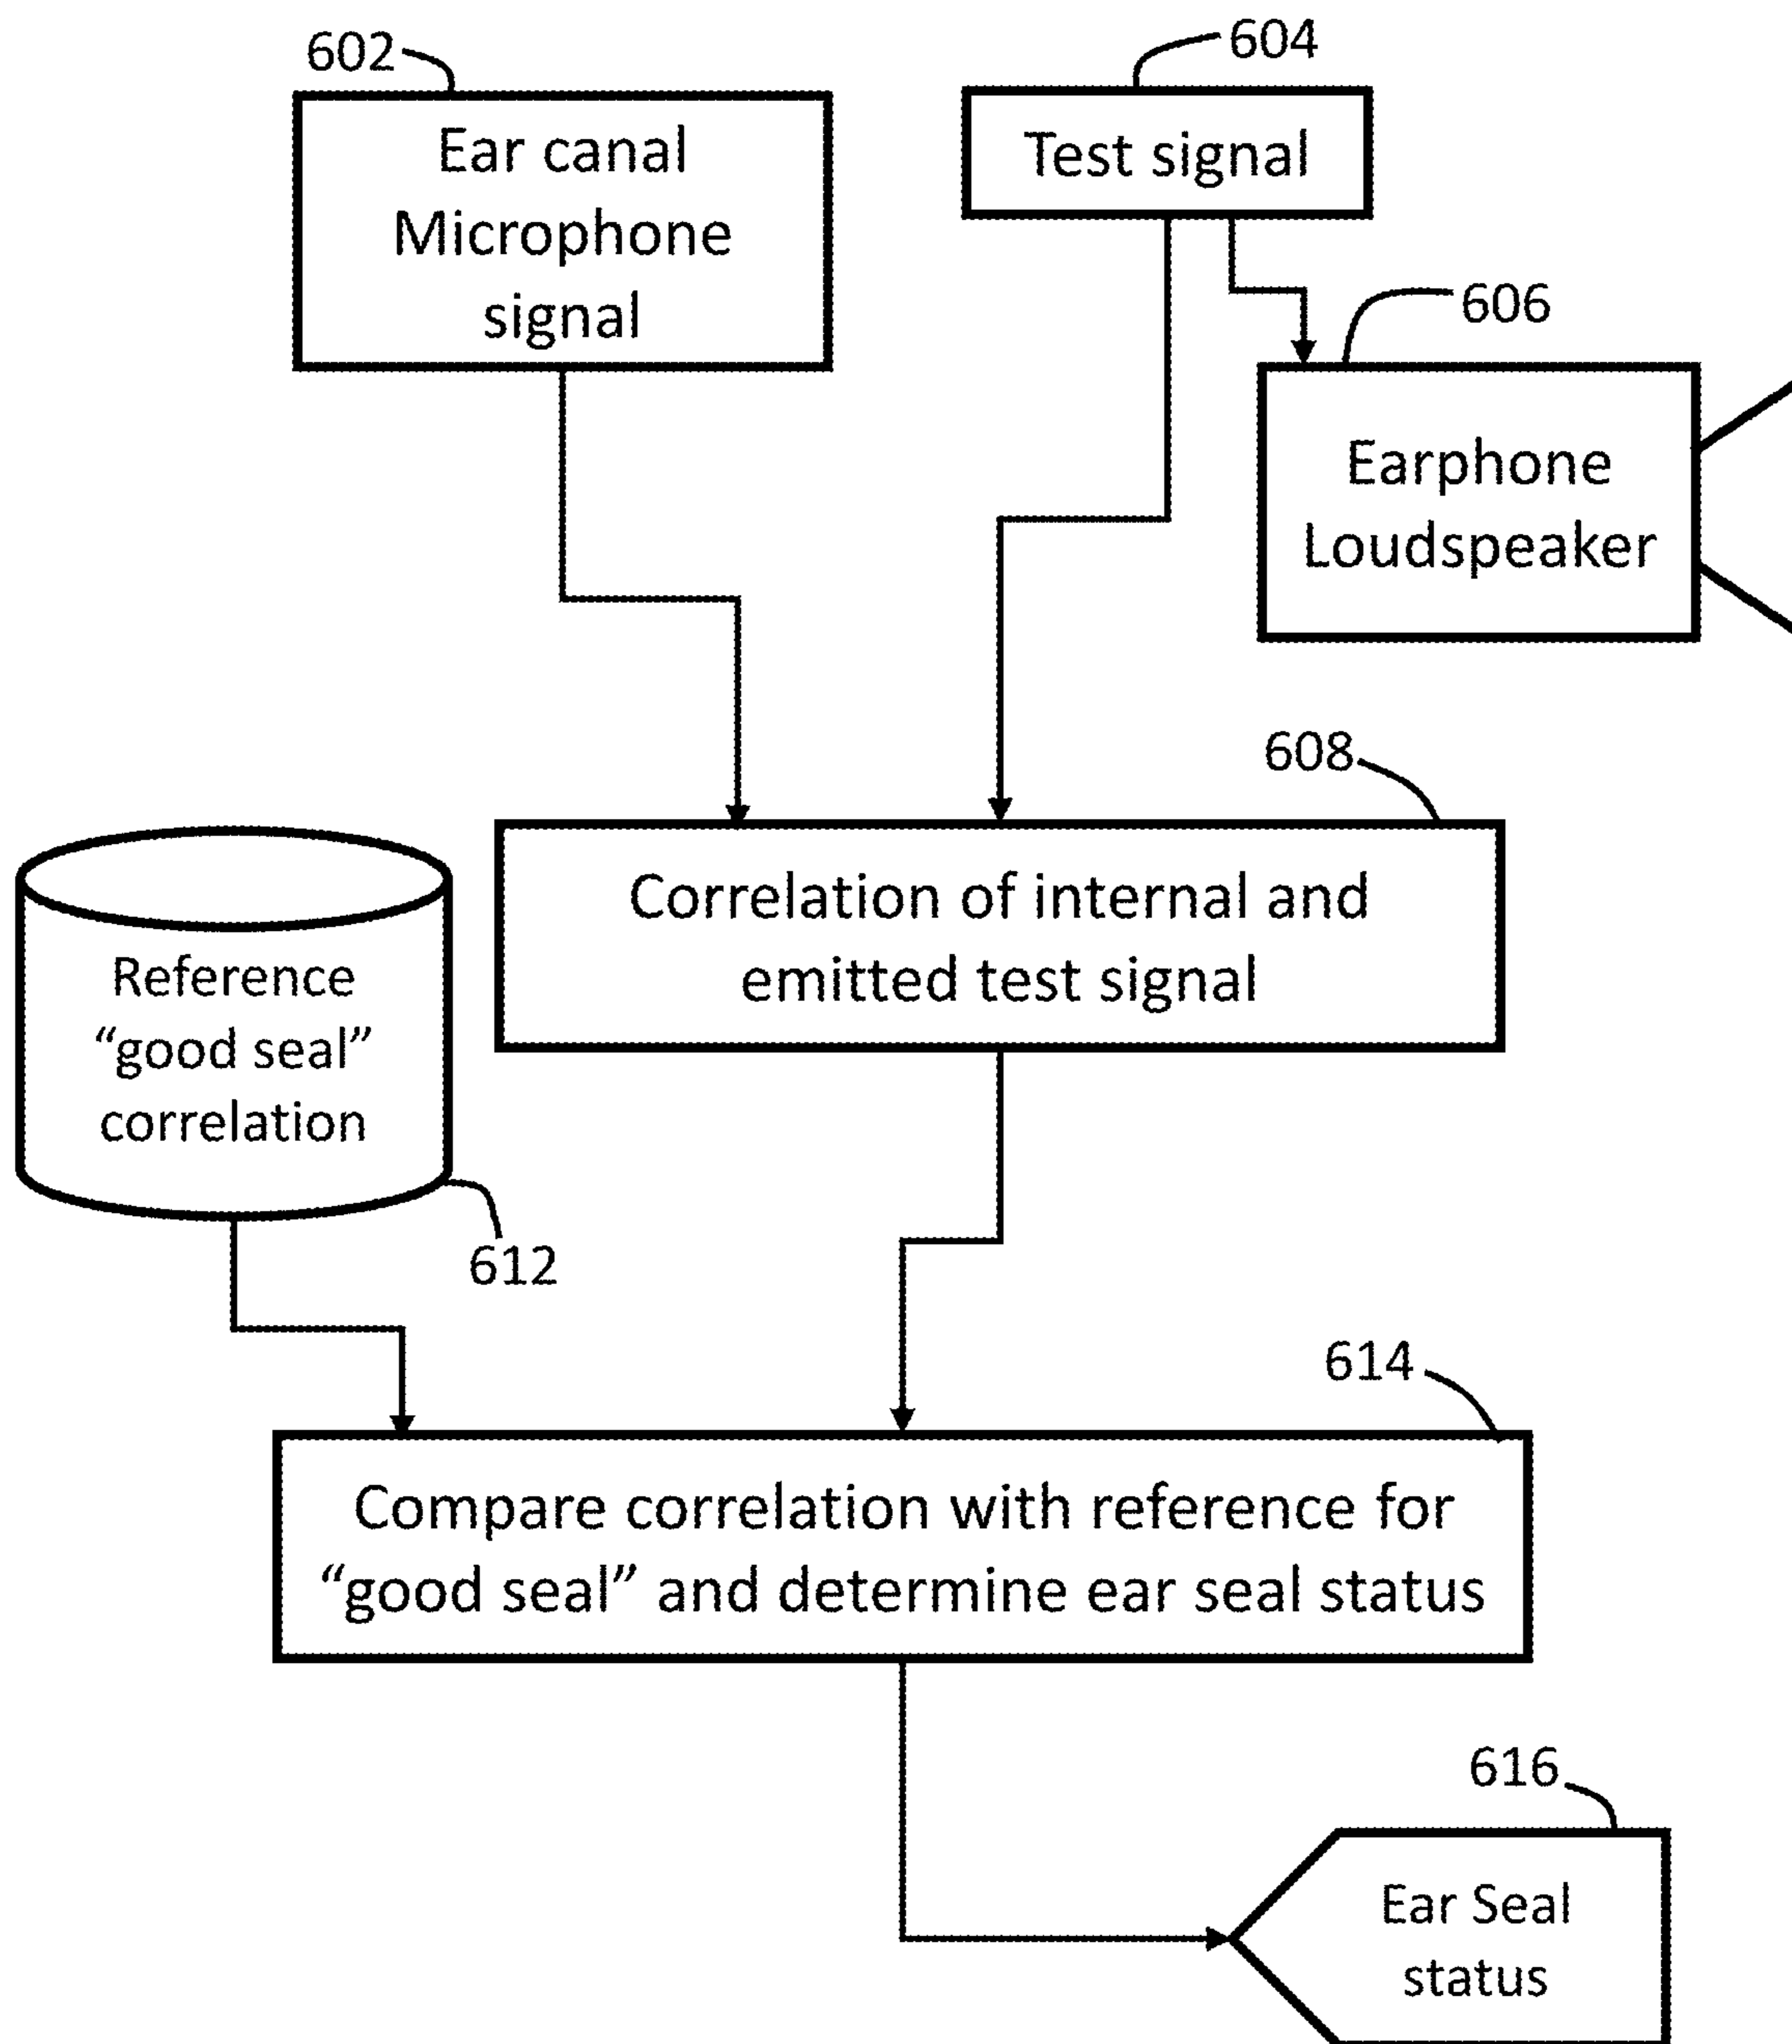 602
Ear canal
Microphone
signal
604
Test signal
606
Earphone
Loudspeaker
608
Correlation of internal and
emitted test signal
Reference
“good seal”
correlation
612
614
Compare correlation with reference for
“good seal” and determine ear seal status
616
Ear Seal
status